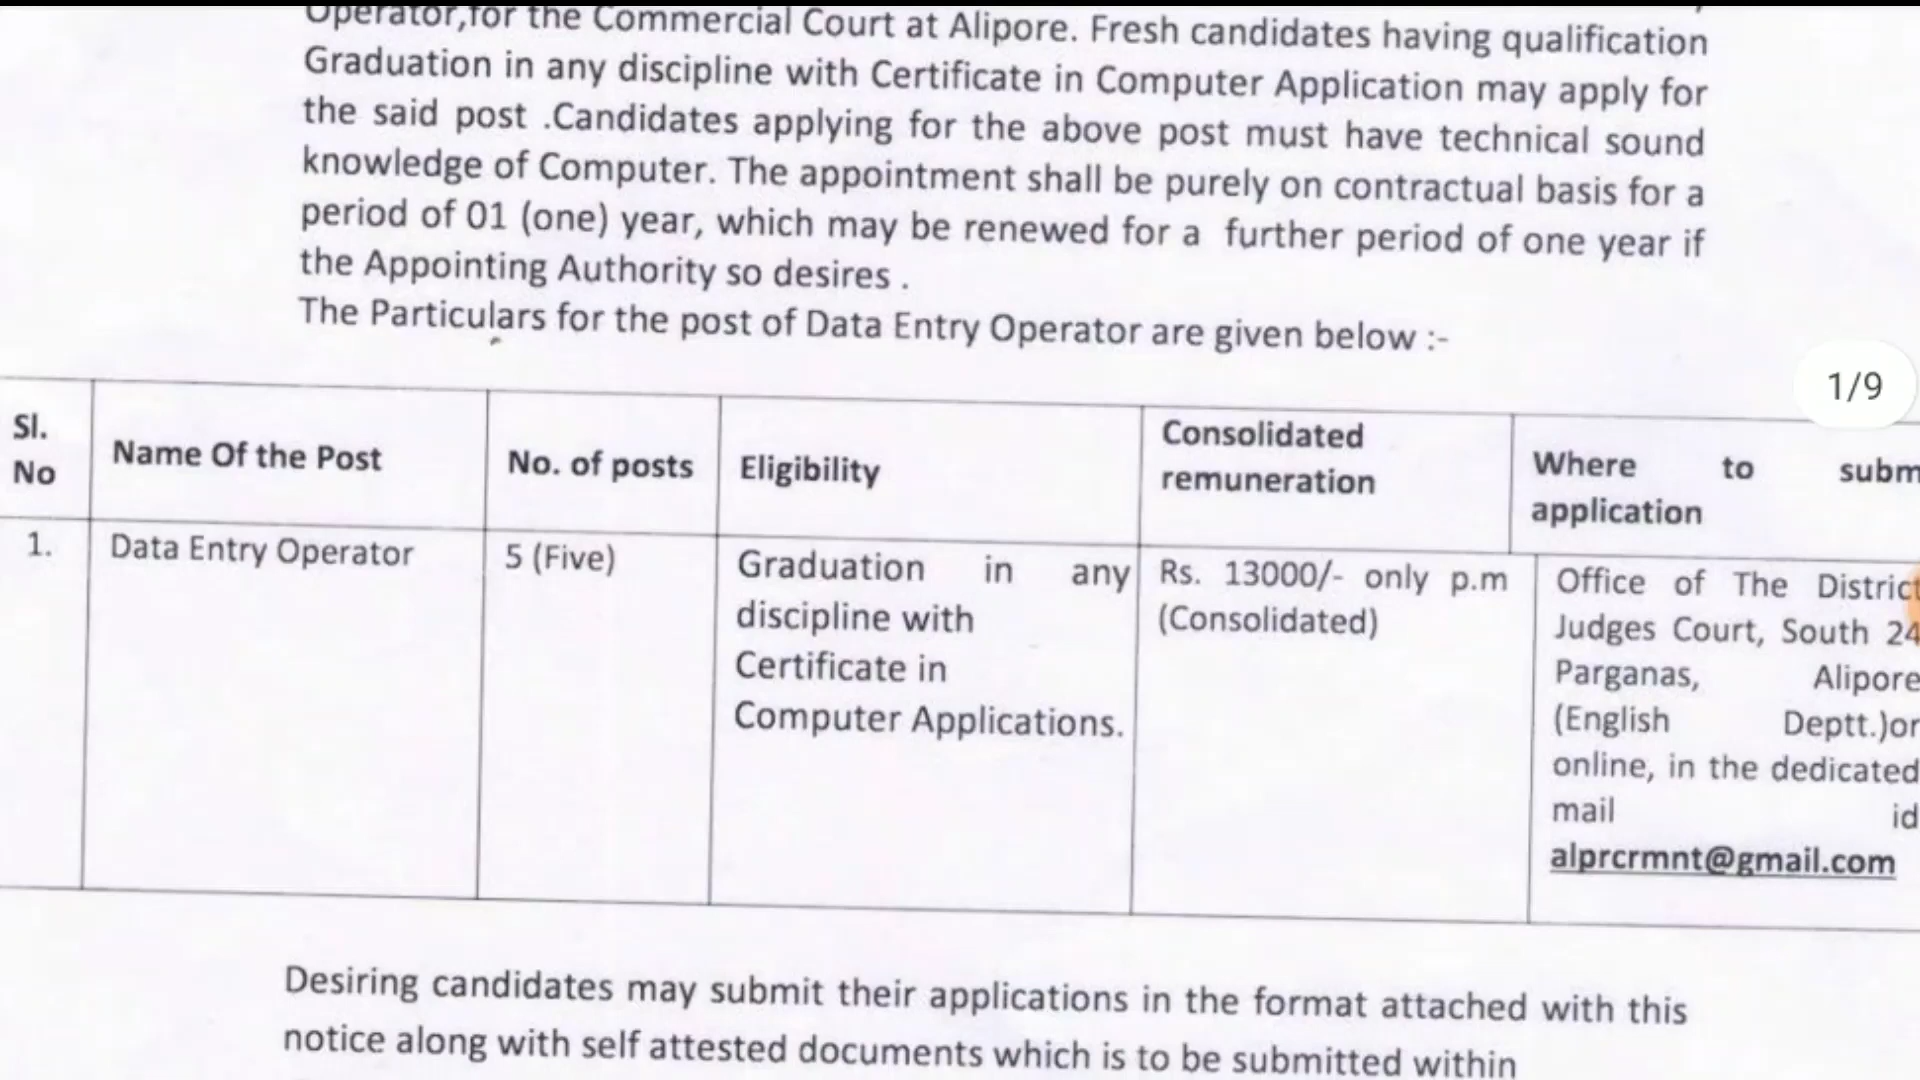 Operator,for the Commercial Court at Alipore. Fresh candidates having qualification
Graduation in any discipline with Certificate in Computer Application may apply for
the said post .Candidates applying for the above post must have technical sound
knowledge of Computer. The appointment shall be purely on contractual basis for a
period of 01 (one) year, which may be renewed for a further period of one year if
the Appointing Authority so desires .
The Particulars for the post of Data Entry Operator are given below :-
1/9
Sl.
No
Name Of the Post
No. of posts
Eligibility
Consolidated
remuneration
Where to subm
application
1.
Data Entry Operator
5 (Five)
Graduation in any
discipline with
Certificate in
Computer Applications.
Rs. 13000/- only p.m
(Consolidated)
Office of The District
Judges Court, South 24
Parganas, Alipore
(English Deptt.)or
online, in the dedicated
mail id
alprcrmnt@gmail.com
Desiring candidates may submit their applications in the format attached with this
notice along with self attested documents which is to be submitted within